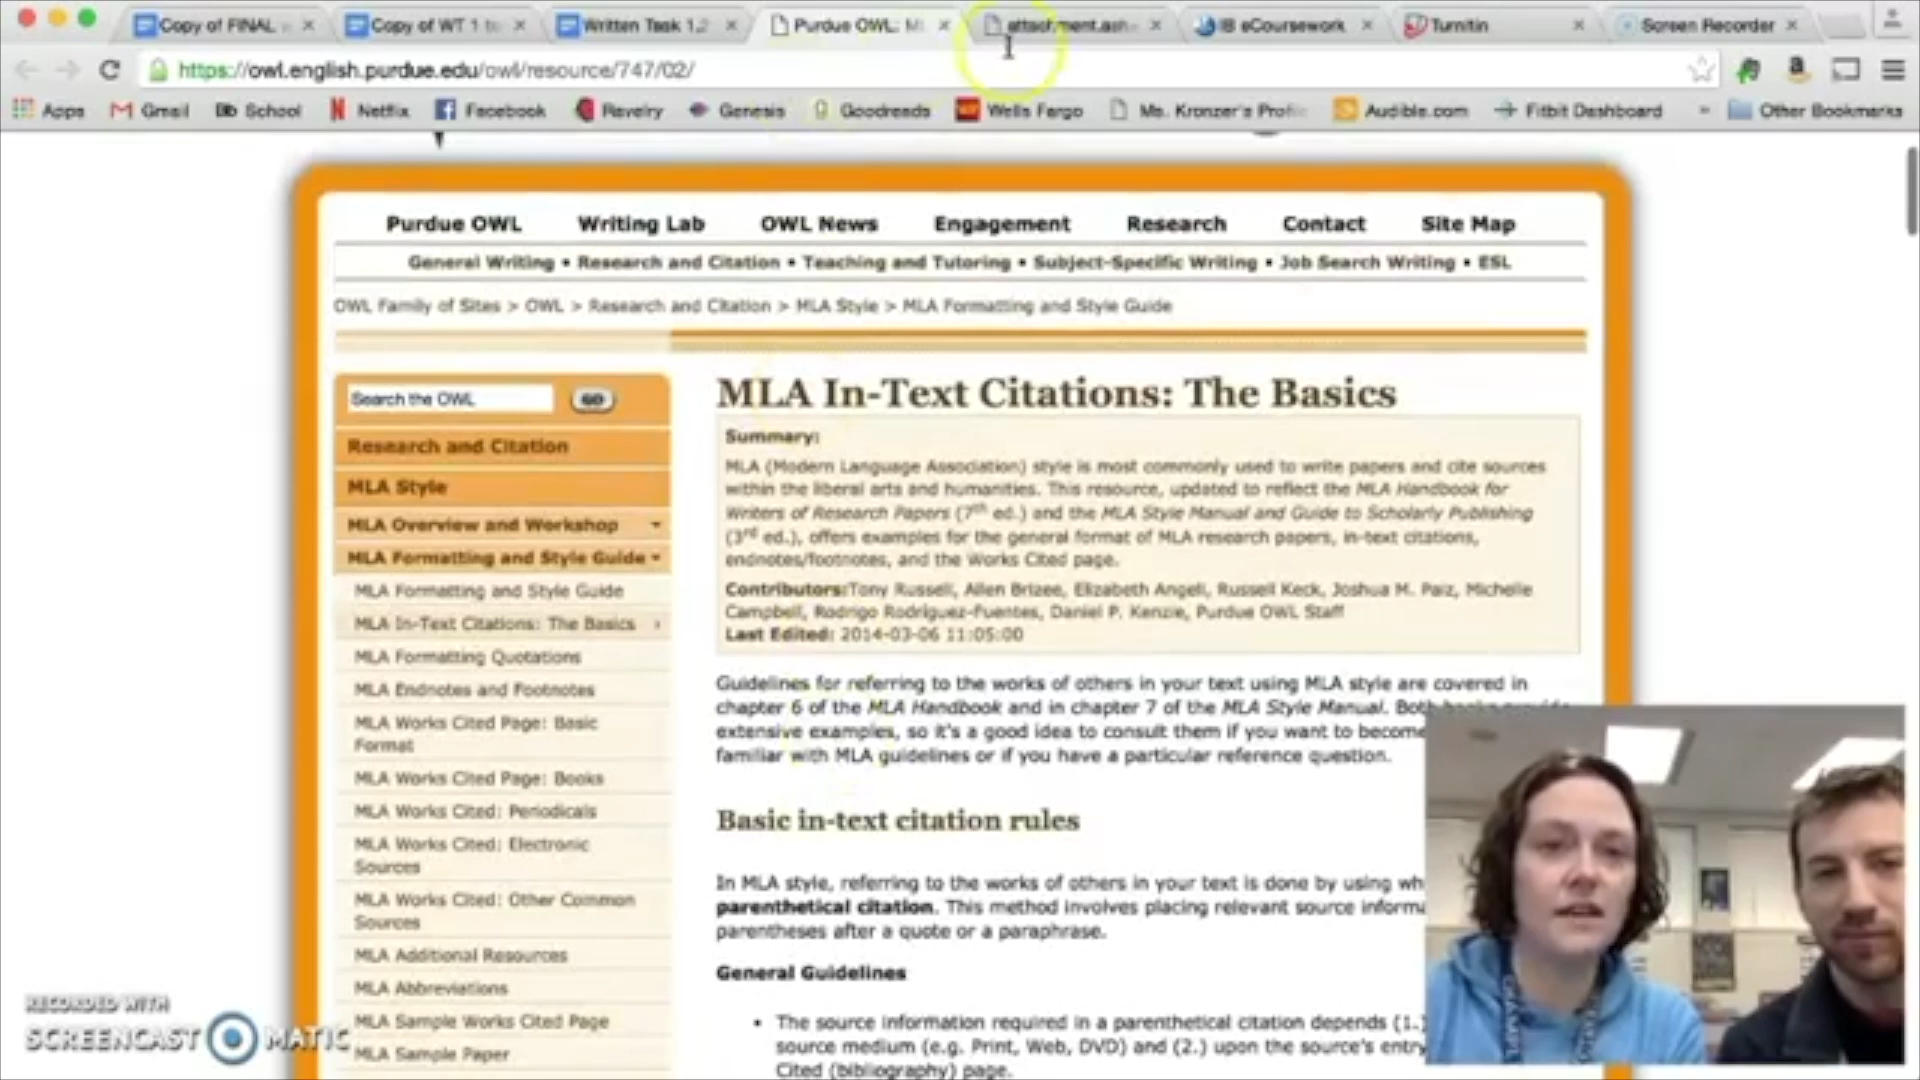 Copy of FINAL
Copy of WT 1 to
Written Task 1.2
Purdue OWL: M
attachment.ash
IB eCoursework
Turnitin
Screen Recorder
https://owl.english.purdue.edu/owl/resource/747/02/
Apps
Gmail
Bb School
Netflix
Facebook
Ravelry
Genesis
Goodreads
Wells Fargo
Ms. Kronzer's Profi
Audible.com
Fitbit Dashboard
»
Other Bookmarks
Purdue OWL Writing Lab OWL News Engagement Research Contact Site Map
General Writing • Research and Citation • Teaching and Tutoring • Subject-Specific Writing • Job Search Writing • ESL
OWL Family of Sites > OWL > Research and Citation > MLA Style > MLA Formatting and Style Guide
Search the OWL
GO
Research and Citation
MLA Style
MLA Overview and Workshop
MLA Formatting and Style Guide
MLA Formatting and Style Guide
MLA In-Text Citations: The Basics
MLA Formatting Quotations
MLA Endnotes and Footnotes
MLA Works Cited Page: Basic
Format
MLA Works Cited Page: Books
MLA Works Cited: Periodicals
MLA Works Cited: Electronic
Sources
MLA Works Cited: Other Common
Sources
MLA Additional Resources
MLA Abbreviations
MLA Sample Works Cited Page
MLA Sample Paper
MLA In-Text Citations: The Basics
Summary:
MLA (Modern Language Association) style is most commonly used to write papers and cite sources
within the liberal arts and humanities. This resource, updated to reflect the MLA Handbook for
Writers of Research Papers (7th ed.) and the MLA Style Manual and Guide to Scholarly Publishing
(3rd ed.), offers examples for the general format of MLA research papers, in-text citations,
endnotes/footnotes, and the Works Cited page.
Contributors:Tony Russell, Allen Brizee, Elizabeth Angeli, Russell Keck, Joshua M. Paiz, Michelle
Campbell, Rodrigo Rodríguez-Fuentes, Daniel P. Kenzie, Purdue OWL Staff
Last Edited: 2014-03-06 11:05:00
Guidelines for referring to the works of others in your text using MLA style are covered in
chapter 6 of the MLA Handbook and in chapter 7 of the MLA Style Manual. Both books provide
extensive examples, so it's a good idea to consult them if you want to become
familiar with MLA guidelines or if you have a particular reference question.
Basic in-text citation rules
In MLA style, referring to the works of others in your text is done by using wh
parenthetical citation. This method involves placing relevant source informa
parentheses after a quote or a paraphrase.
General Guidelines
• The source information required in a parenthetical citation depends (1.)
source medium (e.g. Print, Web, DVD) and (2.) upon the source's entry
Cited (bibliography) page.
RECORDED WITH
SCREENCAST MATIC